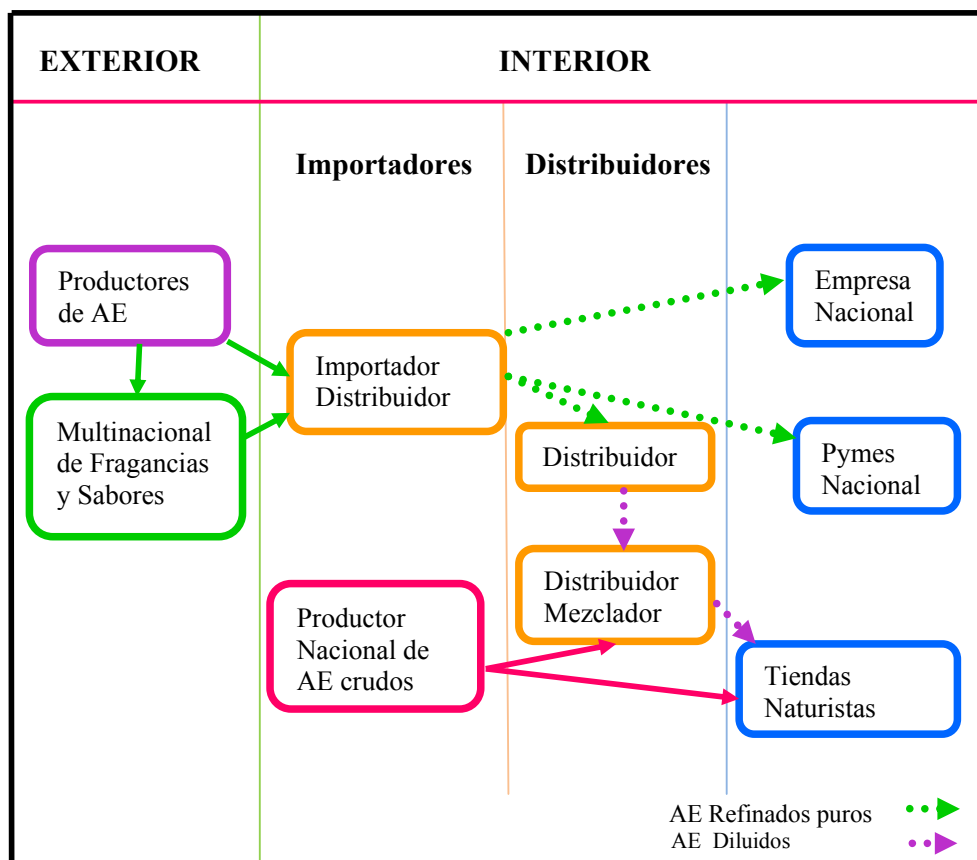 EXTERIOR
INTERIOR
Importadores
Distribuidores
Productores
de AE
Multinacional
de Fragancias
y Sabores
Importador
Distribuidor
Productor
Nacional de
AE crudos
Distribuidor
Distribuidor
Mezclador
Empresa
Nacional
Pymes
Nacional
Tiendas
Naturistas
AE Refinados puros
AE Diluidos